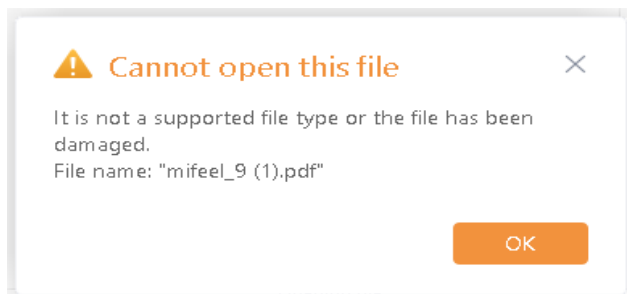 Cannot open this file
It is not a supported file type or the file has been
damaged.
File name: "mifeel_9 (1).pdf"
OK